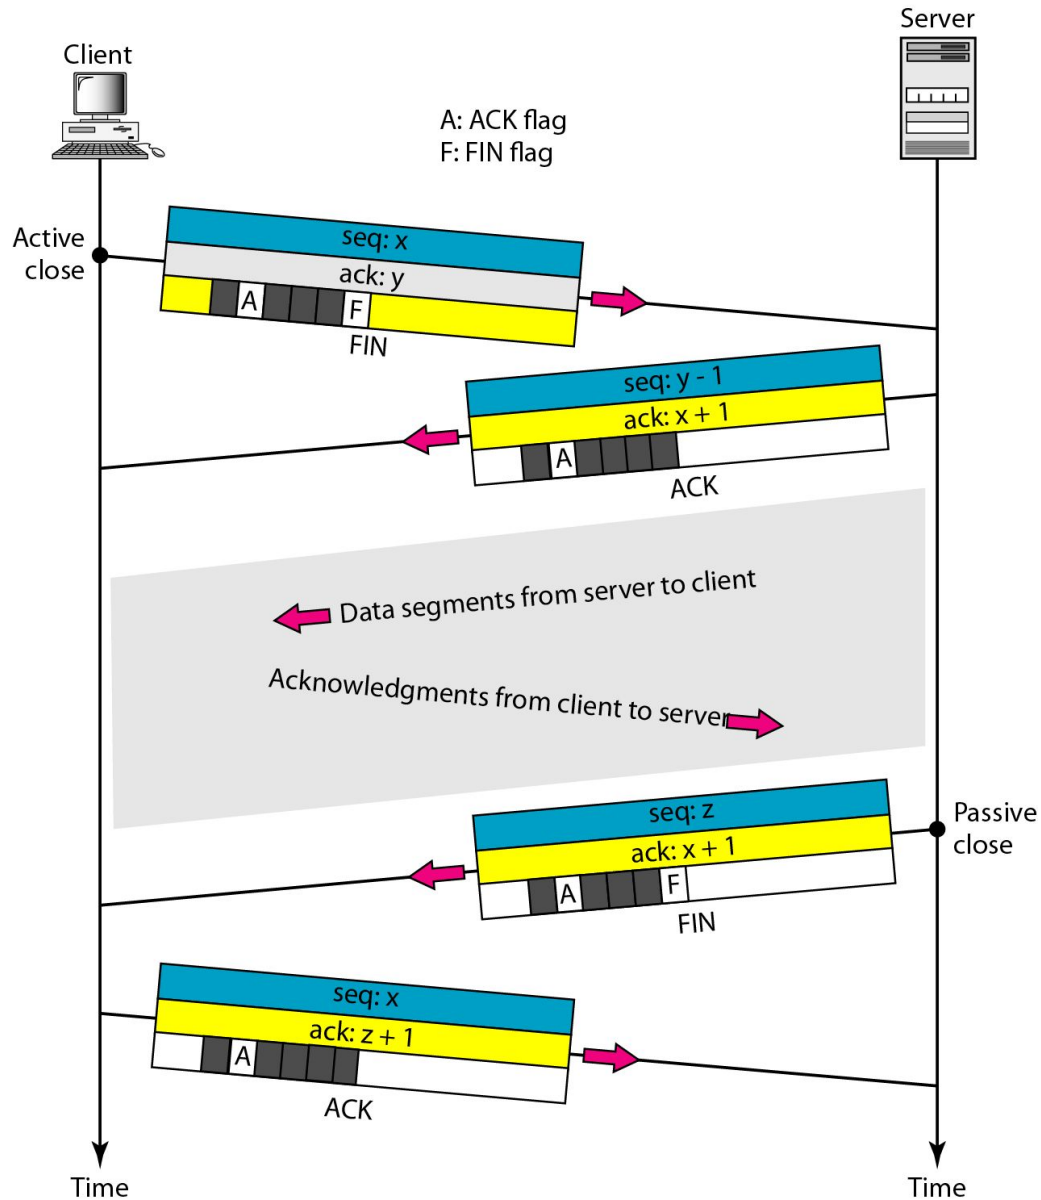 Server
Client
A: ACK flag
F: FIN flag
Active
close
seq: x
ack: y
A F
FIN
seq: y - 1
ack: x + 1
A
ACK
Data segments from server to client
Acknowledgments from client to server
Passive
close
seq: z
ack: x + 1
A F
FIN
seq: x
ack: z + 1
A
ACK
Time
Time